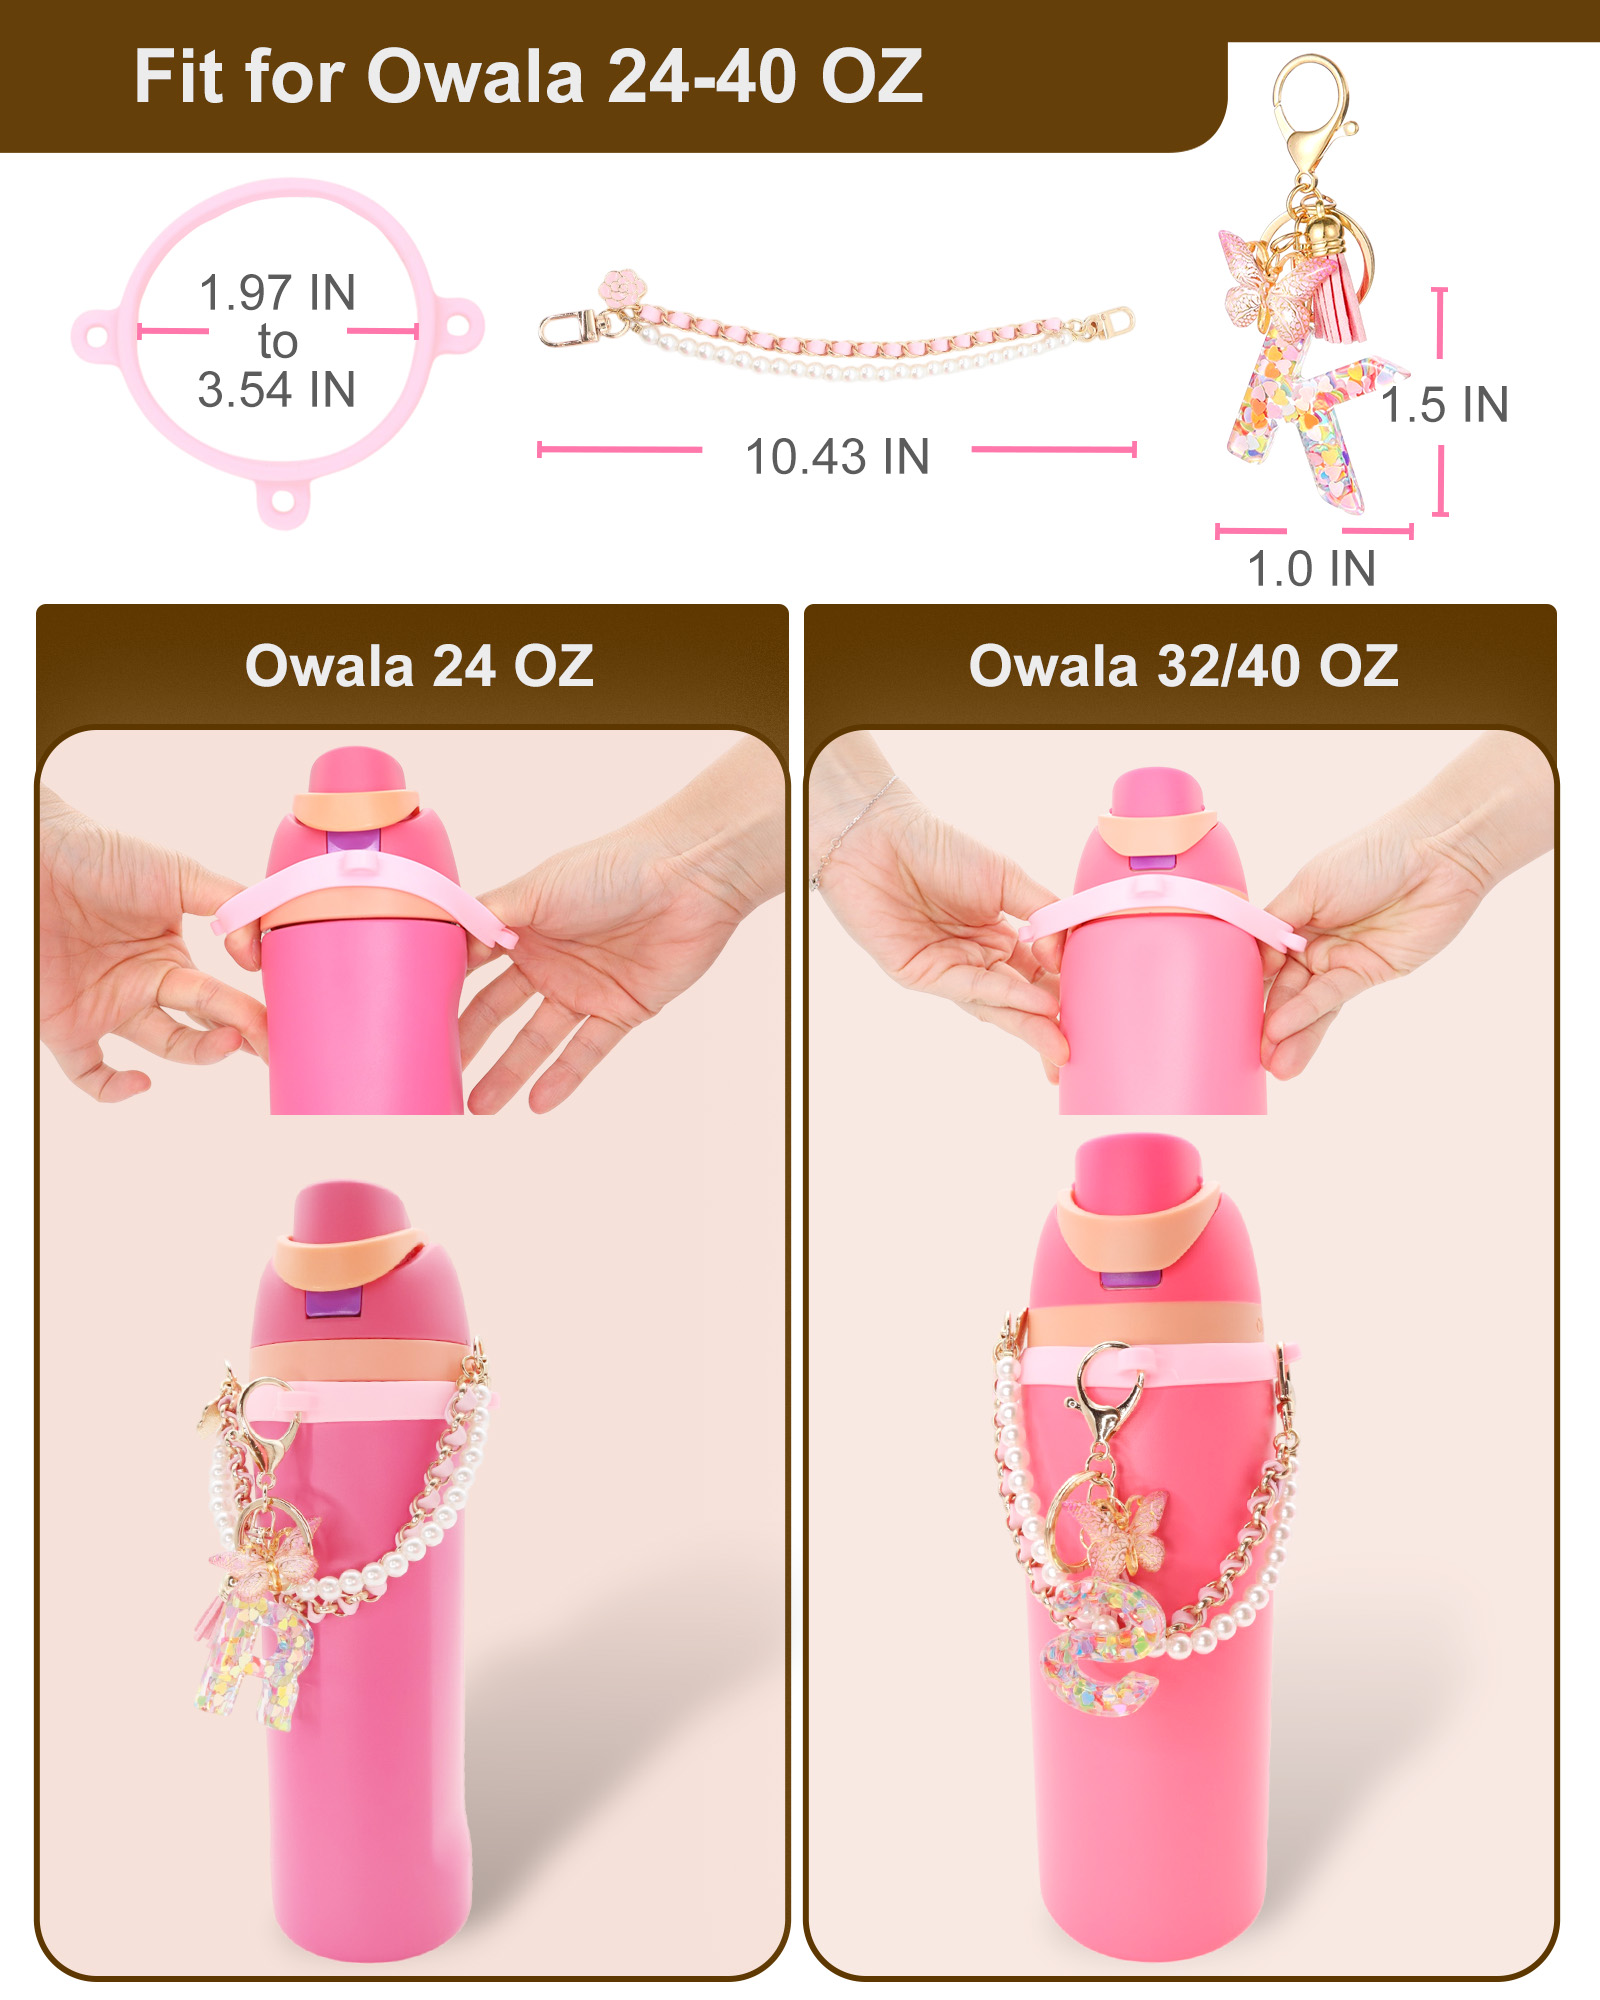 Fit for Owala 24-40 OZ
1.97 IN
to
3.54 IN
10.43 IN
1.5 IN
1.0 IN
Owala 24 OZ
Owala 32/40 OZ